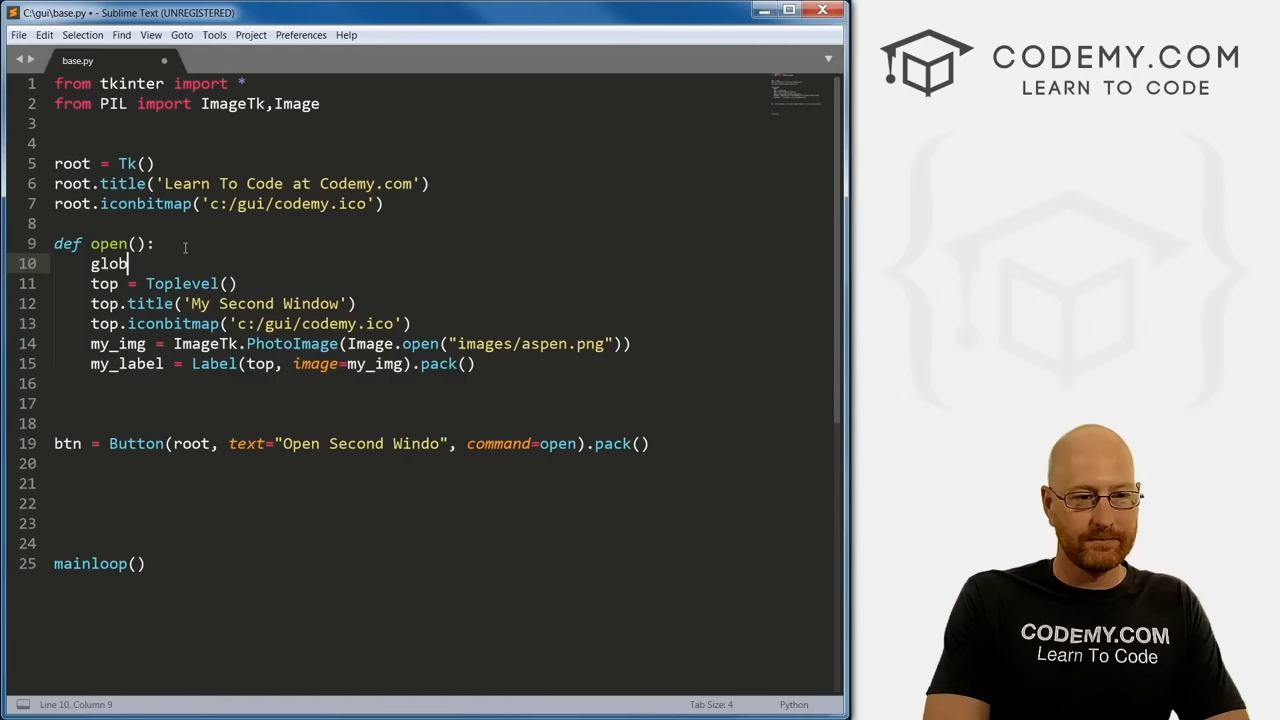 C:\gui\base.py • - Sublime Text (UNREGISTERED)
File Edit Selection Find View Goto Tools Project Preferences Help
base.py
1 from tkinter import *
2 from PIL import ImageTk,Image
3
4
5 root = Tk()
6 root.title('Learn To Code at Codemy.com')
7 root.iconbitmap('c:/gui/codemy.ico')
8
9 def open():
10 glob
11 top = Toplevel()
12 top.title('My Second Window')
13 top.iconbitmap('c:/gui/codemy.ico')
14 my_img = ImageTk.PhotoImage(Image.open("images/aspen.png"))
15 my_label = Label(top, image=my_img).pack()
16
17
18
19 btn = Button(root, text="Open Second Windo", command=open).pack()
20
21
22
23
24
25 mainloop()
Line 10, Column 9 Tab Size: 4 Python
CODEMY.COM
LEARN TO CODE
CODEMY.COM
Learn To Code